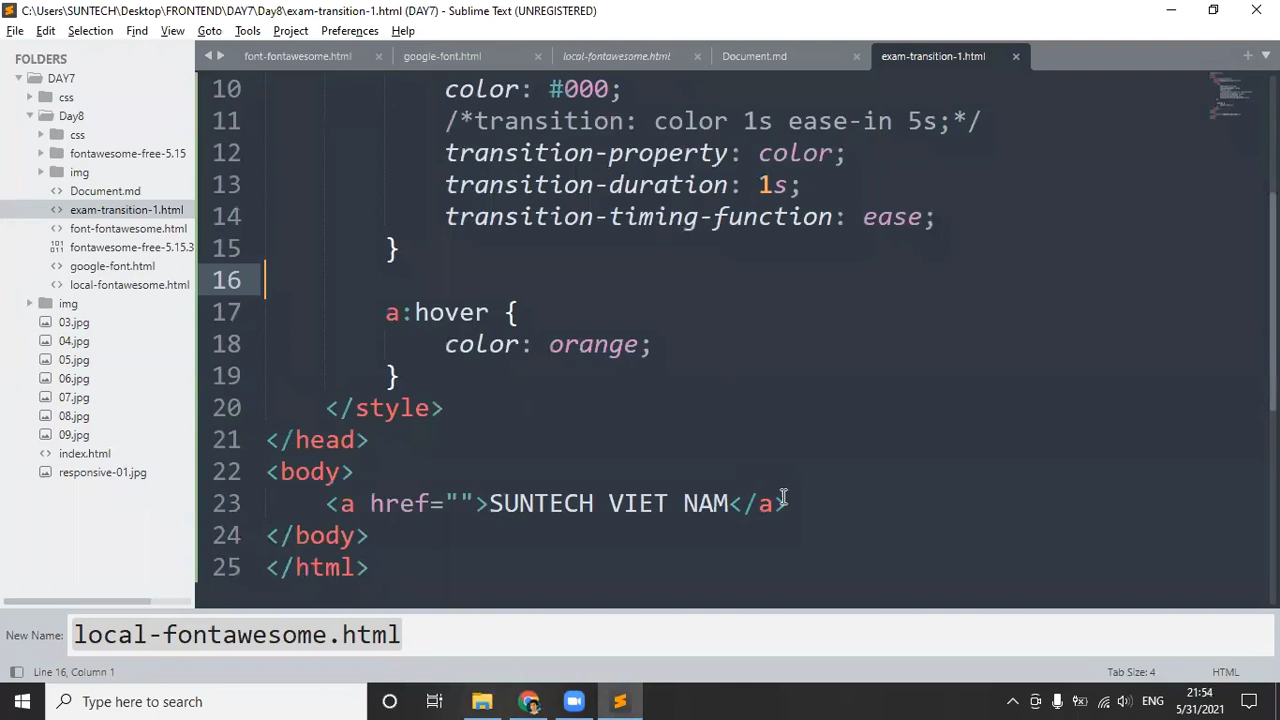 C:\Users\SUNTECH\Desktop\FRONTEND\DAY7\Day8\exam-transition-1.html (DAY7) - Sublime Text (UNREGISTERED)
File Edit Selection Find View Goto Tools Project Preferences Help
FOLDERS
DAY7
css
Day8
css
fontawesome-free-5.15
img
Document.md
exam-transition-1.html
font-fontawesome.html
fontawesome-free-5.15.3
google-font.html
local-fontawesome.html
img
03.jpg
04.jpg
05.jpg
06.jpg
07.jpg
08.jpg
09.jpg
index.html
responsive-01.jpg
font-fontawesome.html google-font.html local-fontawesome.html Document.md exam-transition-1.html
10 color: #000;
11 /*transition: color 1s ease-in 5s;*/
12 transition-property: color;
13 transition-duration: 1s;
14 transition-timing-function: ease;
15 }
16
17 a:hover {
18 color: orange;
19 }
20 </style>
21 </head>
22 <body>
23 <a href="">SUNTECH VIET NAM</a>
24 </body>
25 </html>
New Name: local-fontawesome.html
Line 16, Column 1 Tab Size: 4 HTML
Type here to search
ENG
21:54
5/31/2021